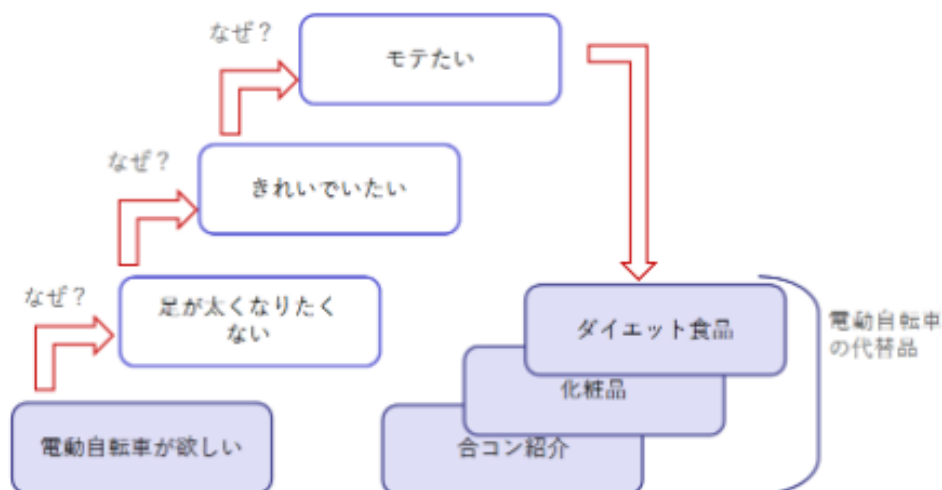 なぜ？
モテたい
なぜ？
きれいでいたい
なぜ？
足が太くなりたく
ない
電動自転車が欲しい
ダイエット食品
化粧品
合コン紹介
電動自転車
の代替品